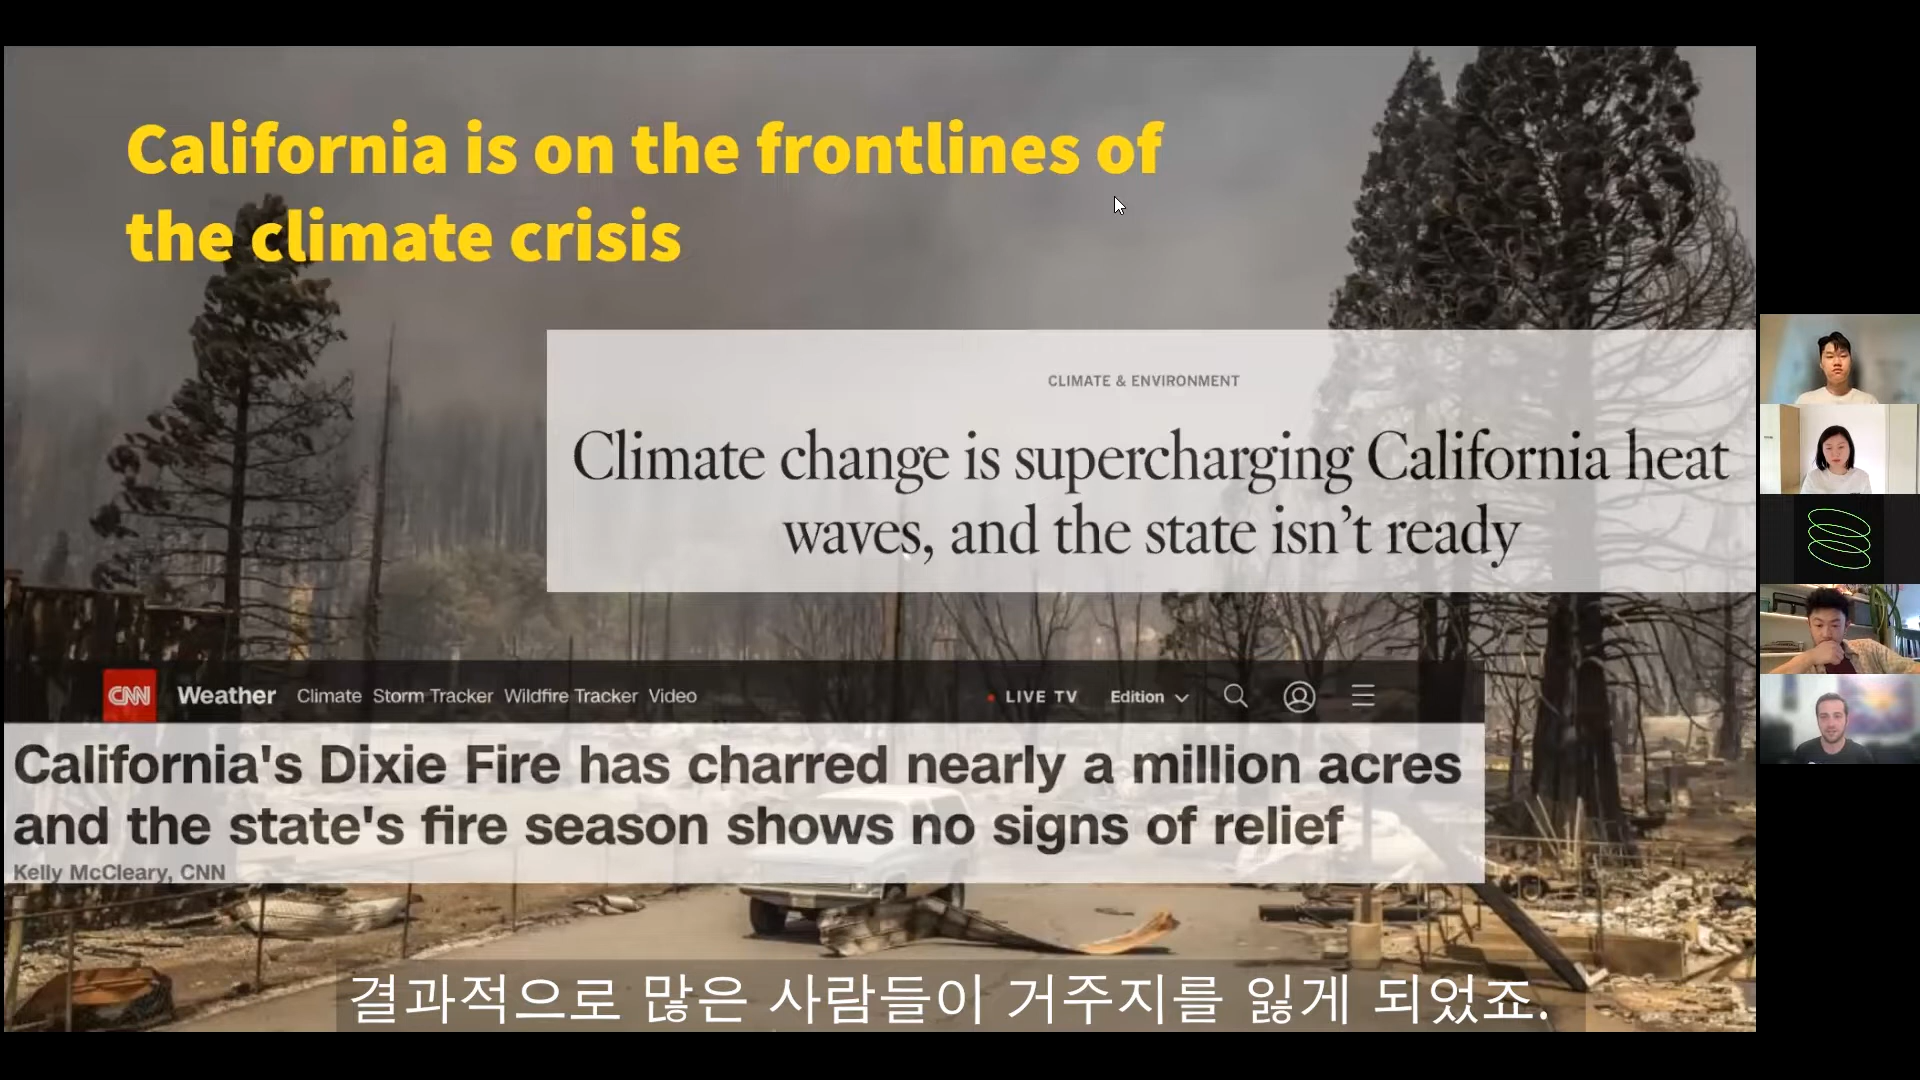 California is on the frontlines of
the climate crisis
CLIMATE & ENVIRONMENT
Climate change is supercharging California heat
waves, and the state isn’t ready
CNN Weather Climate Storm Tracker Wildfire Tracker Video LIVE TV Edition
California's Dixie Fire has charred nearly a million acres
and the state's fire season shows no signs of relief
Kelly McCleary, CNN
결과적으로 많은 사람들이 거주지를 잃게 되었죠.